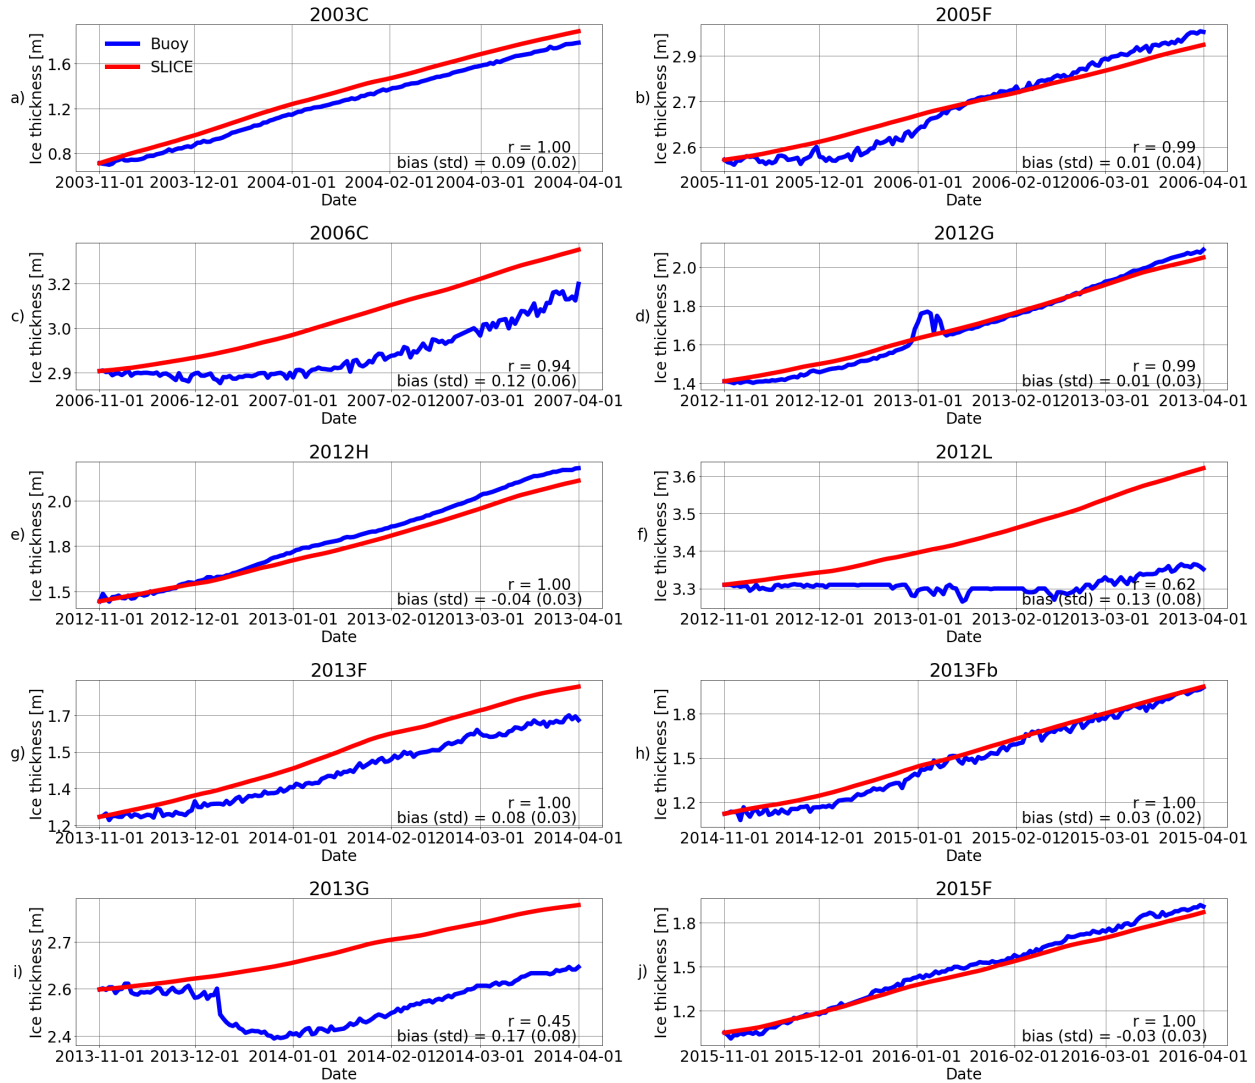 2003C
Buoy
SLICE
a)
Ice thickness [m]
1.6
1.2
0.8
r = 1.00
bias (std) = 0.09 (0.02)
2003-11-01 2003-12-01 2004-01-01 2004-02-01 2004-03-01 2004-04-01
Date
2005F
b)
Ice thickness [m]
2.9
2.7
2.6
r = 0.99
bias (std) = 0.01 (0.04)
2005-11-01 2005-12-01 2006-01-01 2006-02-01 2006-03-01 2006-04-01
Date
2006C
c)
Ice thickness [m]
3.2
3.0
2.9
r = 0.94
bias (std) = 0.12 (0.06)
2006-11-01 2006-12-01 2007-01-01 2007-02-01 2007-03-01 2007-04-01
Date
2012G
d)
Ice thickness [m]
2.0
1.8
1.6
1.4
r = 0.99
bias (std) = 0.01 (0.03)
2012-11-01 2012-12-01 2013-01-01 2013-02-01 2013-03-01 2013-04-01
Date
2012H
e)
Ice thickness [m]
2.0
1.8
1.5
r = 1.00
bias (std) = -0.04 (0.03)
2012-11-01 2012-12-01 2013-01-01 2013-02-01 2013-03-01 2013-04-01
Date
2012L
f)
Ice thickness [m]
3.6
3.5
3.4
3.3
r = 0.62
bias (std) = 0.13 (0.08)
2012-11-01 2012-12-01 2013-01-01 2013-02-01 2013-03-01 2013-04-01
Date
2013F
g)
Ice thickness [m]
1.7
1.5
1.4
1.2
r = 1.00
bias (std) = 0.08 (0.03)
2013-11-01 2013-12-01 2014-01-01 2014-02-01 2014-03-01 2014-04-01
Date
2013Fb
h)
Ice thickness [m]
1.8
1.5
1.2
r = 1.00
bias (std) = 0.03 (0.02)
2014-11-01 2014-12-01 2015-01-01 2015-02-01 2015-03-01 2015-04-01
Date
2013G
i)
Ice thickness [m]
2.7
2.6
2.4
r = 0.45
bias (std) = 0.17 (0.08)
2013-11-01 2013-12-01 2014-01-01 2014-02-01 2014-03-01 2014-04-01
Date
2015F
j)
Ice thickness [m]
1.8
1.5
1.2
r = 1.00
bias (std) = -0.03 (0.03)
2015-11-01 2015-12-01 2016-01-01 2016-02-01 2016-03-01 2016-04-01
Date